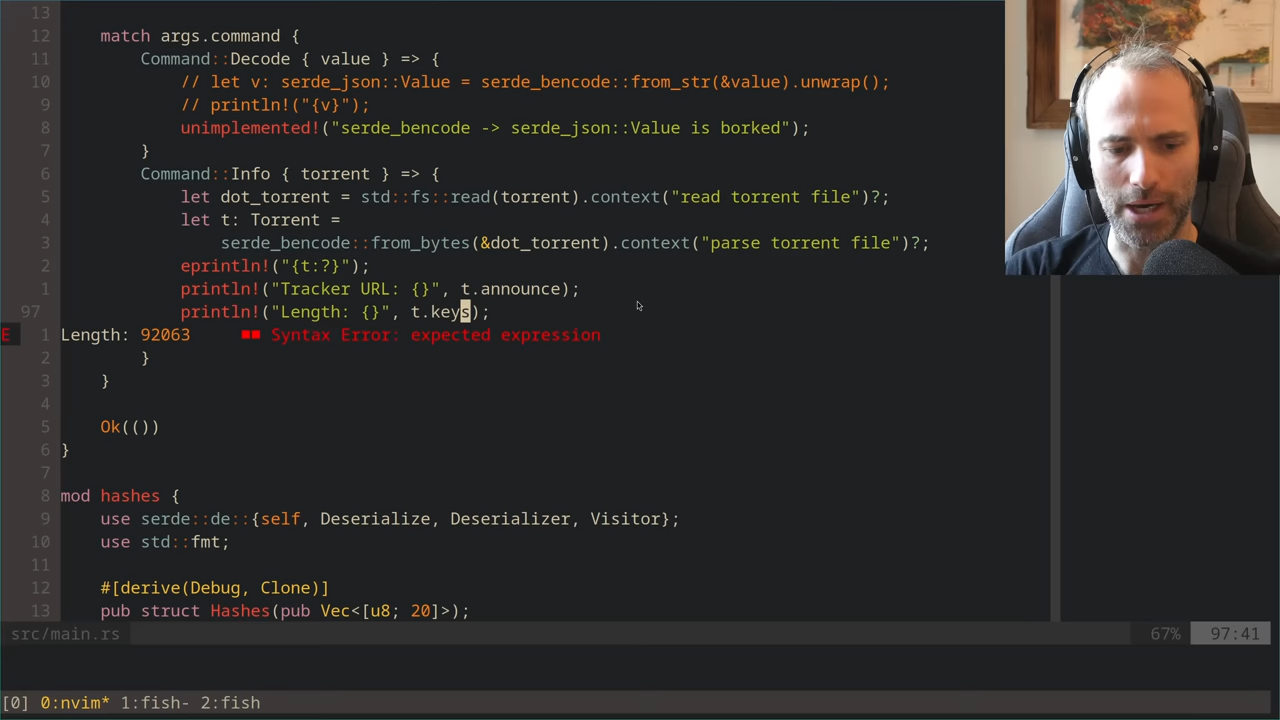 13
12     match args.command {
11         Command::Decode { value } => {
10             // let v: serde_json::Value = serde_bencode::from_str(&value).unwrap();
9             // println!("{v}");
8             unimplemented!("serde_bencode -> serde_json::Value is borked");
7         }
6         Command::Info { torrent } => {
5             let dot_torrent = std::fs::read(torrent).context("read torrent file")?;
4             let t: Torrent =
3                 serde_bencode::from_bytes(&dot_torrent).context("parse torrent file")?;
2             eprintln!("{t:?}");
1             println!("Tracker URL: {}", t.announce);
97             println!("Length: {}", t.keys);
E 1 Length: 92063     ■■ Syntax Error: expected expression
2         }
3     }
4
5     Ok(())
6 }
7
8 mod hashes {
9     use serde::de::{self, Deserialize, Deserializer, Visitor};
10     use std::fmt;
11
12     #[derive(Debug, Clone)]
13     pub struct Hashes(pub Vec<[u8; 20]>);
src/main.rs 67% 97:41
[0] 0:nvim* 1:fish- 2:fish